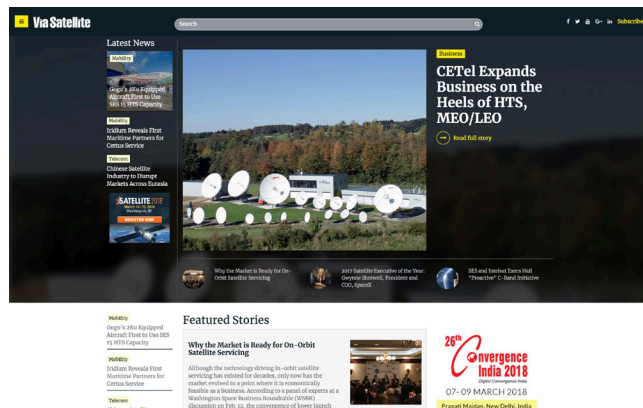 Via Satellite
Search
f
G+ in Subscribe
Latest News
Mobility
Gogo's 2Ku Equipped
Aircraft First to Use
SES 15 HTS Capacity
Mobility
Iridium Reveals First
Maritime Partners for
Certus Service
Telecom
Chinese Satellite
Industry to Disrupt
Markets Across Eurasia
SATELLITE 2018
March 12-15, 2018
Washington, DC
REGISTER NOW
Business
CETel Expands
Business on the
Heels of HTS,
MEO/LEO
Read full story
Why the Market is Ready for On-
Orbit Satellite Servicing
2017 Satellite Executive of the Year:
Gwynne Shotwell, President and
COO, SpaceX
SES and Intelsat Execs Hail
"Proactive" C-Band Initiative
Mobility
Gogo's 2Ku Equipped
Aircraft First to Use SES
15 HTS Capacity
Mobility
Iridium Reveals First
Maritime Partners for
Certus Service
Telecom
Featured Stories
Why the Market is Ready for On-Orbit
Satellite Servicing
Although the technology driving in-orbit satellite
servicing has existed for decades, only now has the
market evolved to a point where it is economically
feasible as a business. According to a panel of experts at a
Washington Space Business Roundtable (WSBR)
discussion on Feb. 12, the convergence of lower launch
26th
Convergence
India 2018
Digital Convergence India
07-09 MARCH 2018
Pragati Maidan, New Delhi, India